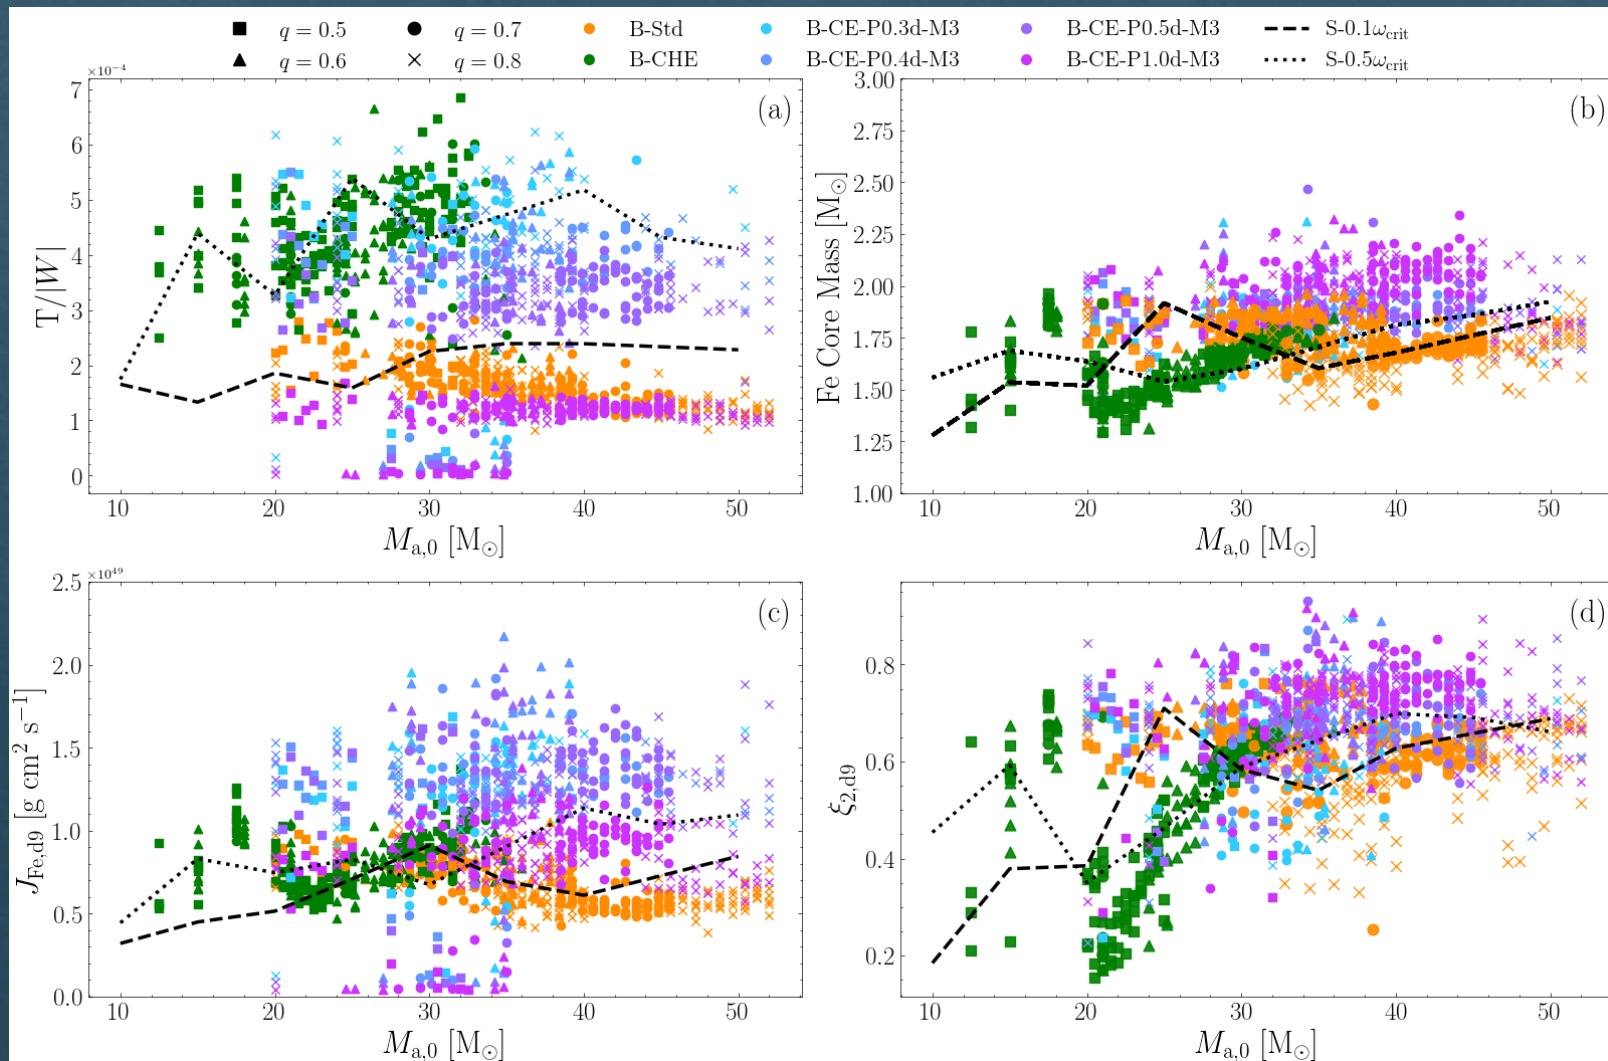 q = 0.5 q = 0.7 B-Std B-CE-P0.3d-M3 B-CE-P0.5d-M3 S-0.1ω_crit
q = 0.6 q = 0.8 B-CHE B-CE-P0.4d-M3 B-CE-P1.0d-M3 S-0.5ω_crit
×10⁻⁴
(a)
T/|W|
7
6
5
4
3
2
1
0
10 20 30 40 50
M_a,0 [M_⊙]
(b)
Fe Core Mass [M_⊙]
3.00
2.75
2.50
2.25
2.00
1.75
1.50
1.25
1.00
10 20 30 40 50
M_a,0 [M_⊙]
×10⁴⁹
(c)
J_Fe,d9 [g cm² s⁻¹]
2.5
2.0
1.5
1.0
0.5
0.0
10 20 30 40 50
M_a,0 [M_⊙]
(d)
ξ_2,d9
0.8
0.6
0.4
0.2
10 20 30 40 50
M_a,0 [M_⊙]